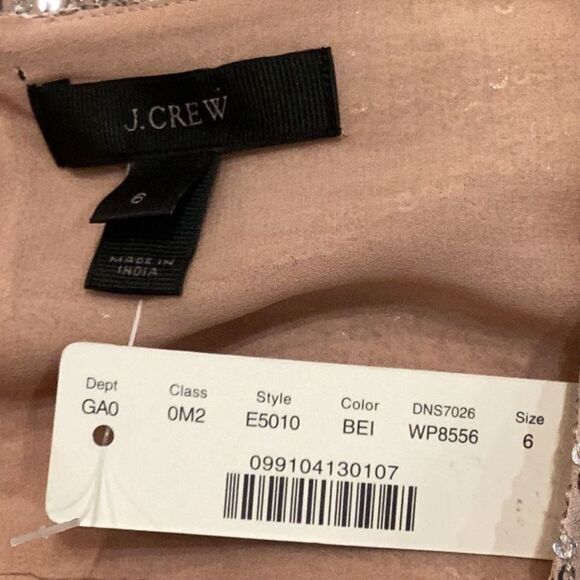 J.CREW
6
MADE IN
INDIA
Dept Class Style Color DNS7026 Size
GA0 0M2 E5010 BEI WP8556 6
099104130107